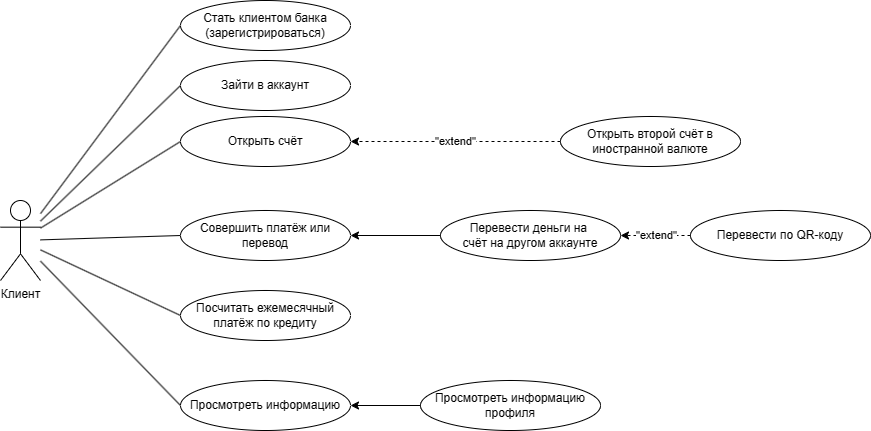 Стать клиентом банка
(зарегистрироваться)
Зайти в аккаунт
Открыть счёт
"extend"
Открыть второй счёт в
иностранной валюте
Клиент
Совершить платёж или
перевод
Перевести деньги на
счёт на другом аккаунте
"extend"
Перевести по QR-коду
Посчитать ежемесячный
платёж по кредиту
Просмотреть информацию
Просмотреть информацию
профиля